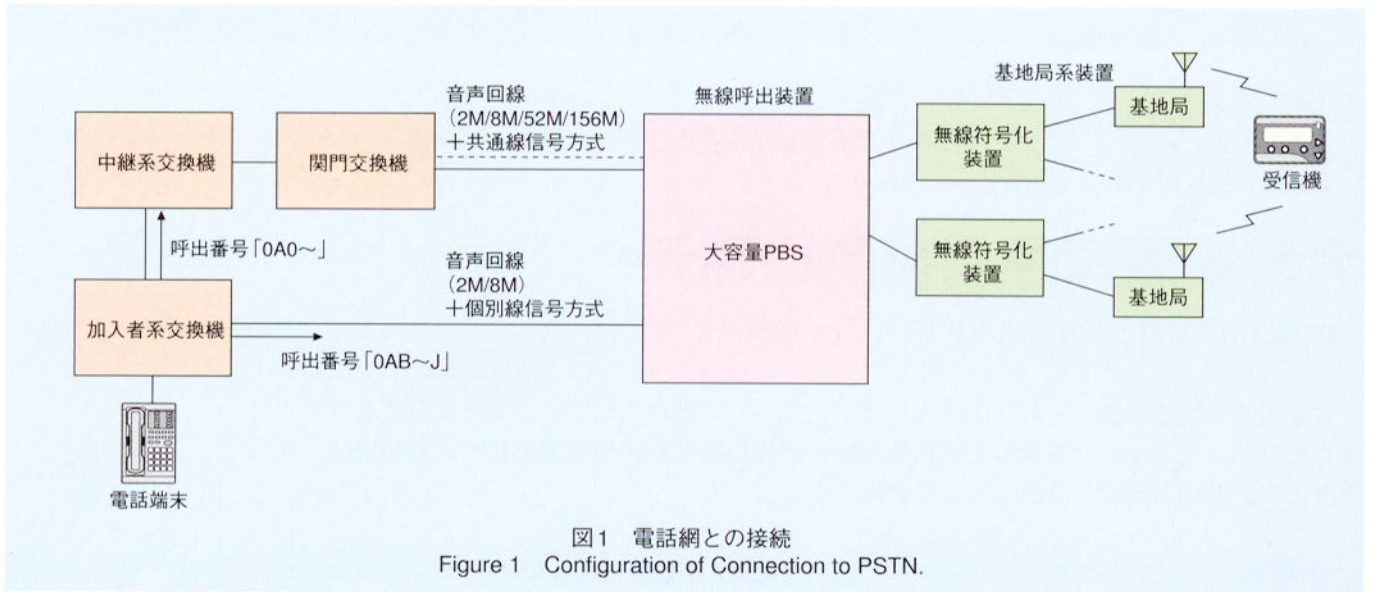 音声回線
(2M/8M/52M/156M)
＋共通線信号方式
無線呼出装置
基地局系装置
基地局
中継系交換機
関門交換機
無線符号化
装置
受信機
呼出番号「0A0～」
大容量PBS
音声回線
(2M/8M)
＋個別線信号方式
無線符号化
装置
基地局
加入者系交換機
呼出番号「0AB～J」
電話端末
図1　電話網との接続
Figure 1　Configuration of Connection to PSTN.